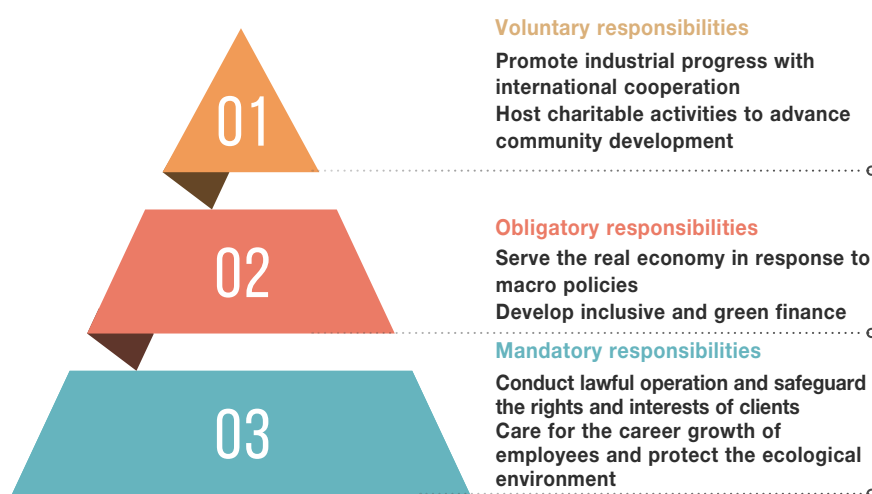 01
Voluntary responsibilities
Promote industrial progress with
international cooperation
Host charitable activities to advance
community development
02
Obligatory responsibilities
Serve the real economy in response to
macro policies
Develop inclusive and green finance
03
Mandatory responsibilities
Conduct lawful operation and safeguard
the rights and interests of clients
Care for the career growth of
employees and protect the ecological
environment